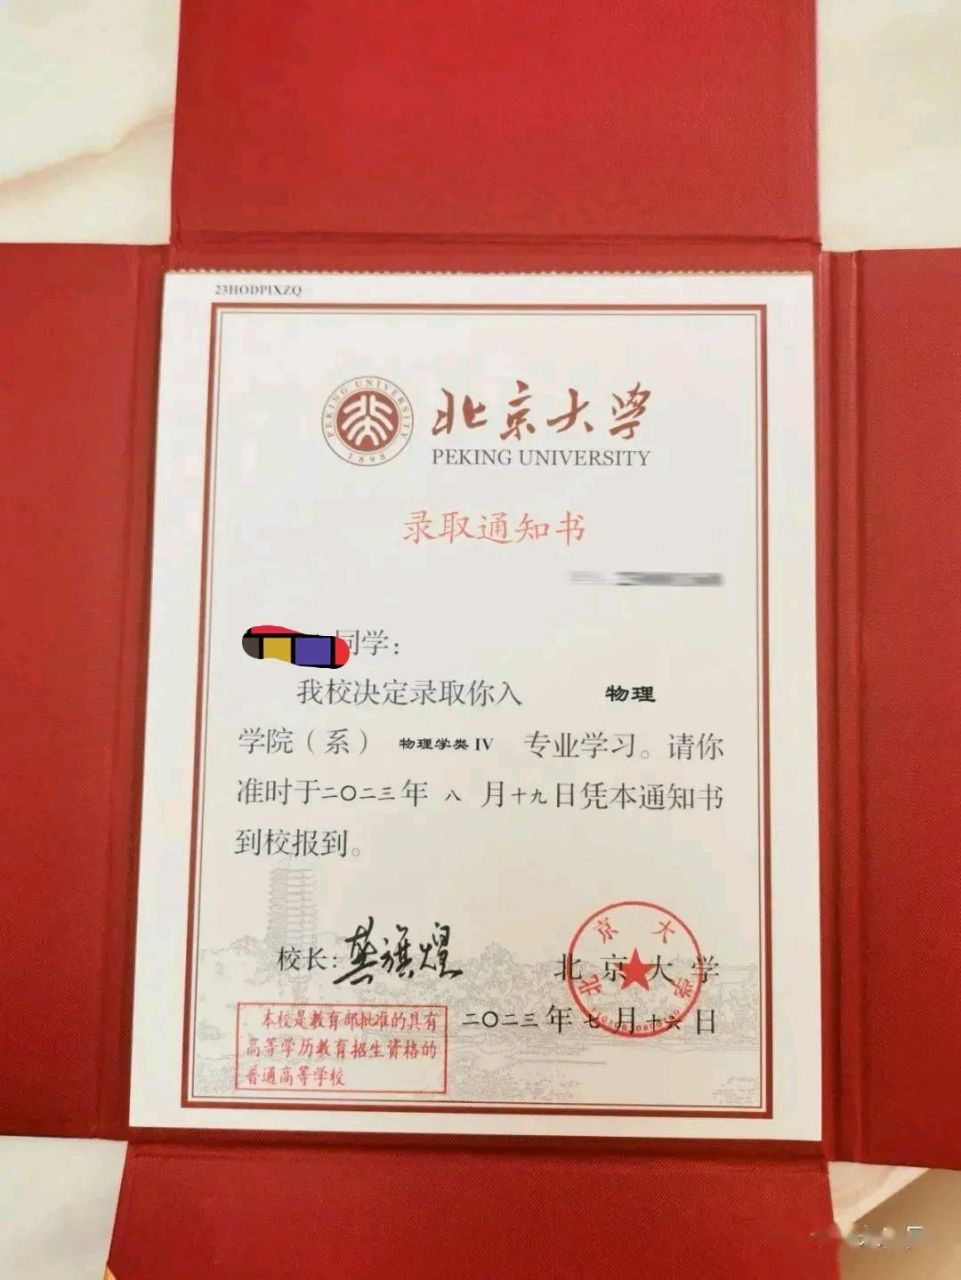 23HODPIXZQ
PEKING UNIVERSITY
1898
北京大学
PEKING UNIVERSITY
录取通知书
同学：
我校决定录取你入 物理
学院（系） 物理学类 IV 专业学习。请你
准时于二〇二三年 八 月十九日凭本通知书
到校报到。
校长：龚旗煌
北京大学
北京大学
二〇二三年七月十六日
本校是教育部批准的具有
高等学历教育招生资格的
普通高等学校